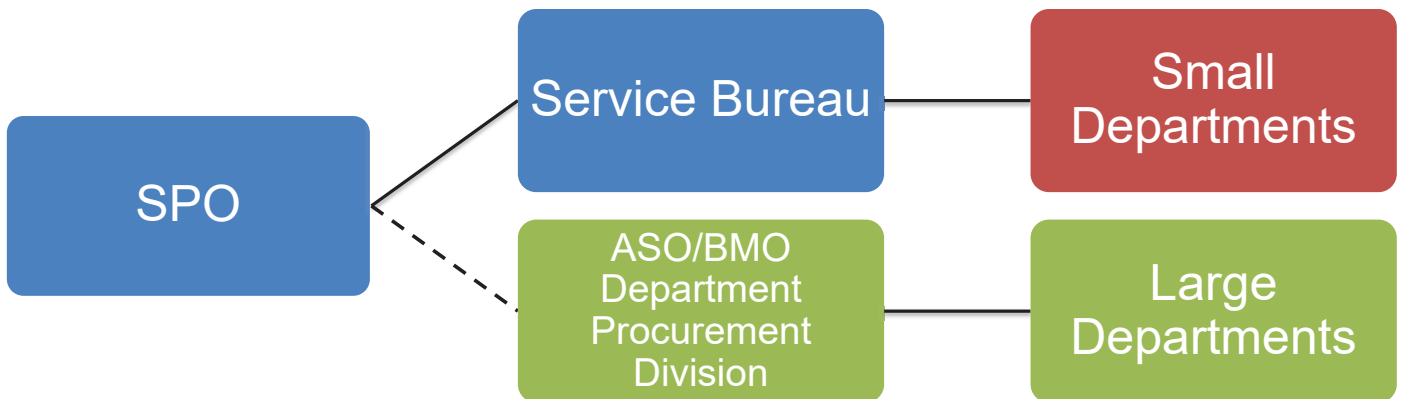 SPO
Service Bureau
Small
Departments
ASO/BMO
Department
Procurement
Division
Large
Departments